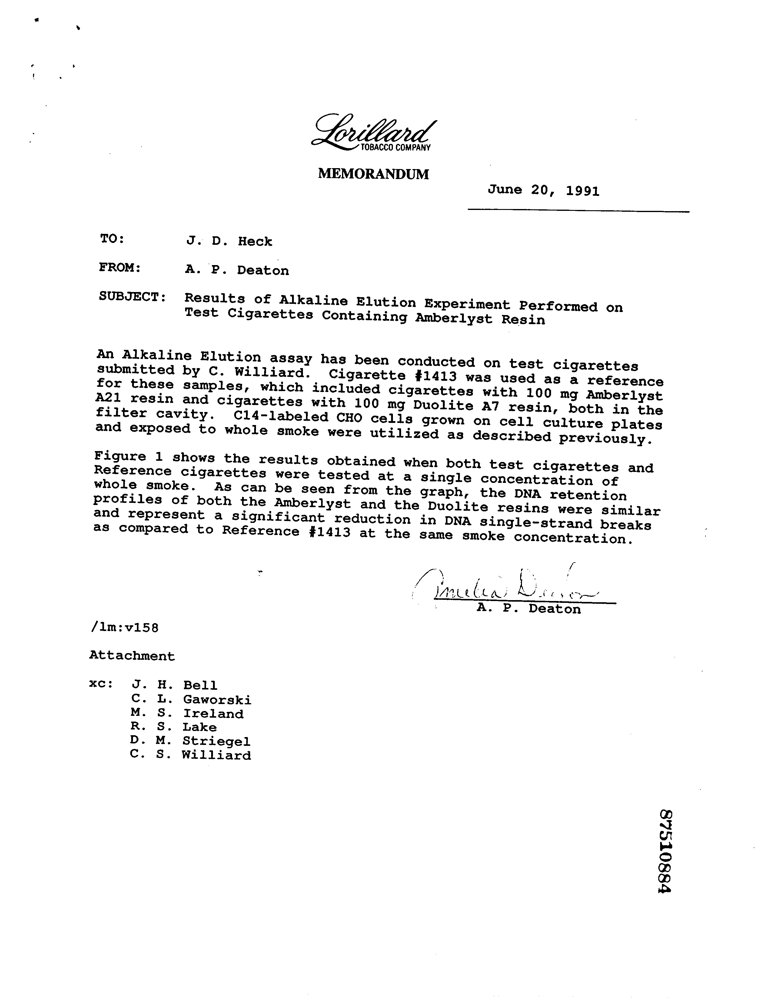 Lorillard
TOBACCO COMPANY
MEMORANDUM
June 20, 1991
TO: J. D. Heck
FROM: A. P. Deaton
SUBJECT: Results of Alkaline Elution Experiment Performed on
Test Cigarettes Containing Amberlyst Resin
An Alkaline Elution assay has been conducted on test cigarettes
submitted by C. Williard. Cigarette #1413 was used as a reference
for these samples, which included cigarettes with 100 mg Amberlyst
A21 resin and cigarettes with 100 mg Duolite A7 resin, both in the
filter cavity. C14-labeled CHO cells grown on cell culture plates
and exposed to whole smoke were utilized as described previously.
Figure 1 shows the results obtained when both test cigarettes and
Reference cigarettes were tested at a single concentration of
whole smoke. As can be seen from the graph, the DNA retention
profiles of both the Amberlyst and the Duolite resins were similar
and represent a significant reduction in DNA single-strand breaks
as compared to Reference #1413 at the same smoke concentration.
Amelia Deaton
A. P. Deaton
/lm:v158
Attachment
xc: J. H. Bell
C. L. Gaworski
M. S. Ireland
R. S. Lake
D. M. Striegel
C. S. Williard
87510884